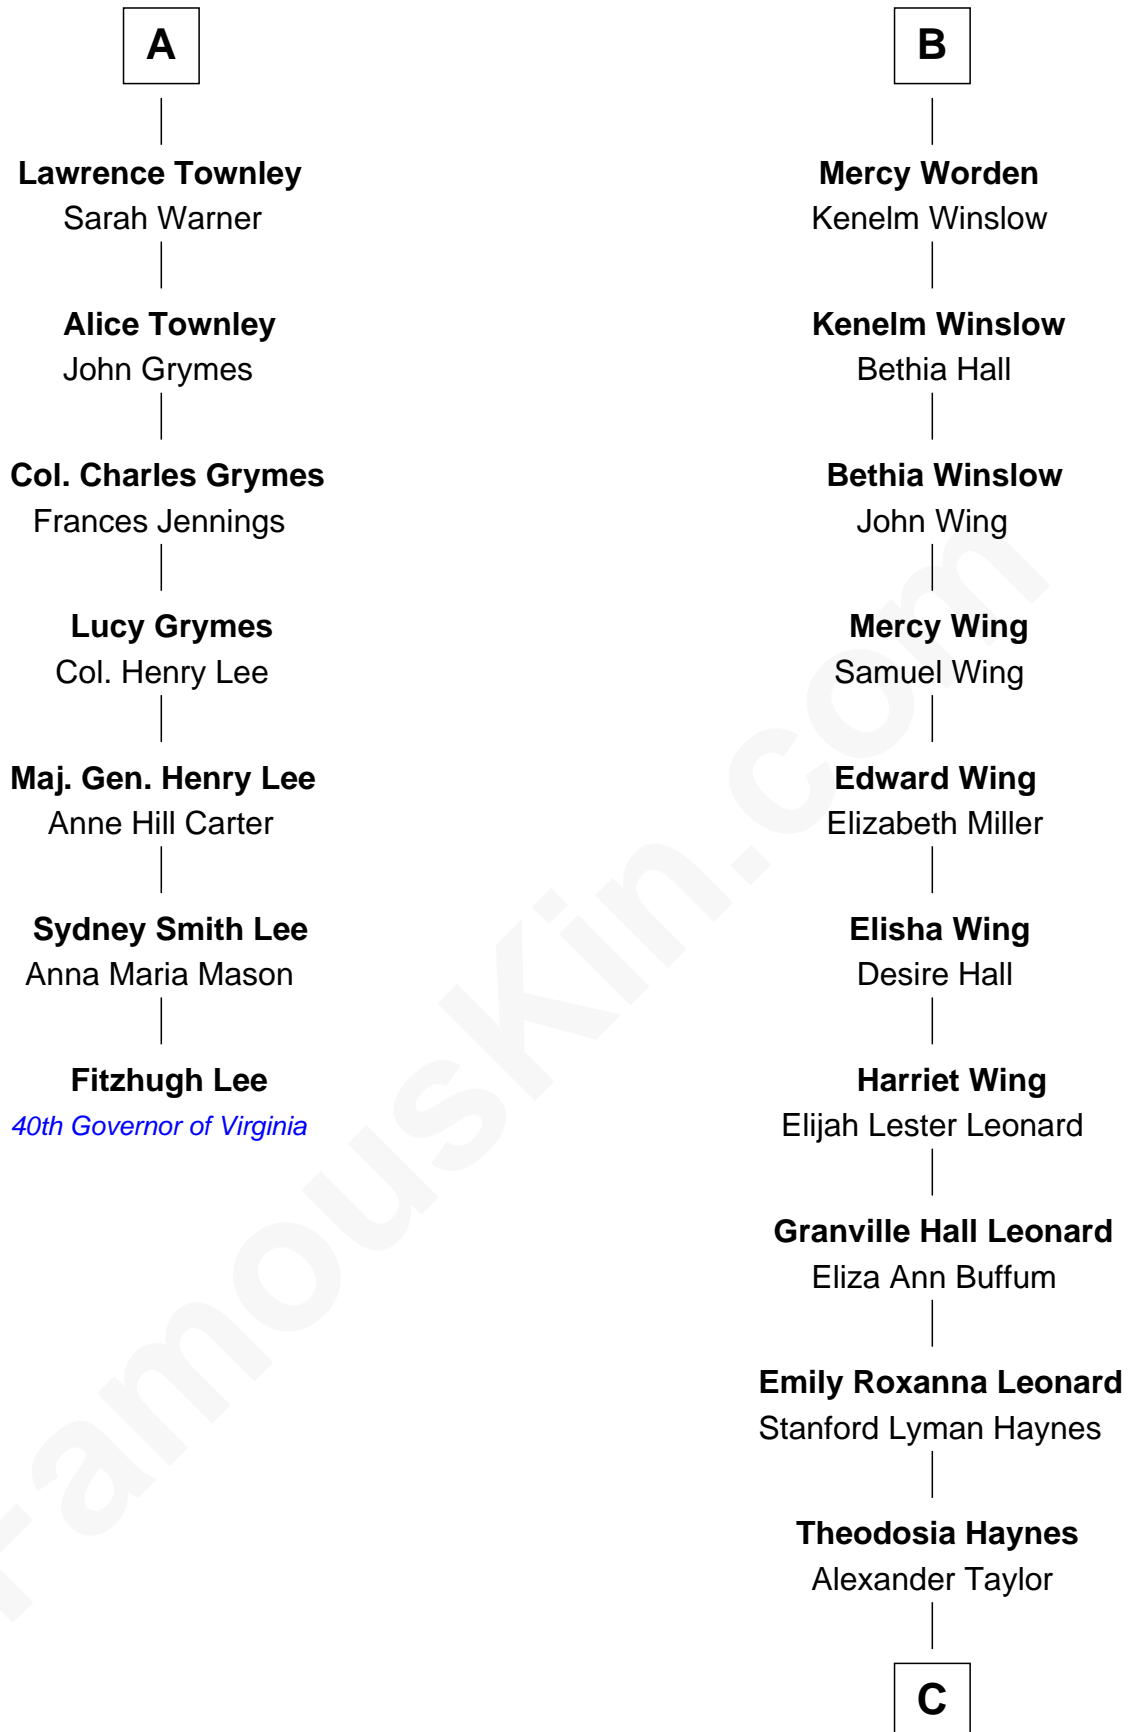 A
Lawrence Townley
Sarah Warner
Alice Townley
John Grymes
Col. Charles Grymes
Frances Jennings
Lucy Grymes
Col. Henry Lee
Maj. Gen. Henry Lee
Anne Hill Carter
Sydney Smith Lee
Anna Maria Mason
Fitzhugh Lee
40th Governor of Virginia
B
Mercy Worden
Kenelm Winslow
Kenelm Winslow
Bethia Hall
Bethia Winslow
John Wing
Mercy Wing
Samuel Wing
Edward Wing
Elizabeth Miller
Elisha Wing
Desire Hall
Harriet Wing
Elijah Lester Leonard
Granville Hall Leonard
Eliza Ann Buffum
Emily Roxanna Leonard
Stanford Lyman Haynes
Theodosia Haynes
Alexander Taylor
C
FamousKin.com